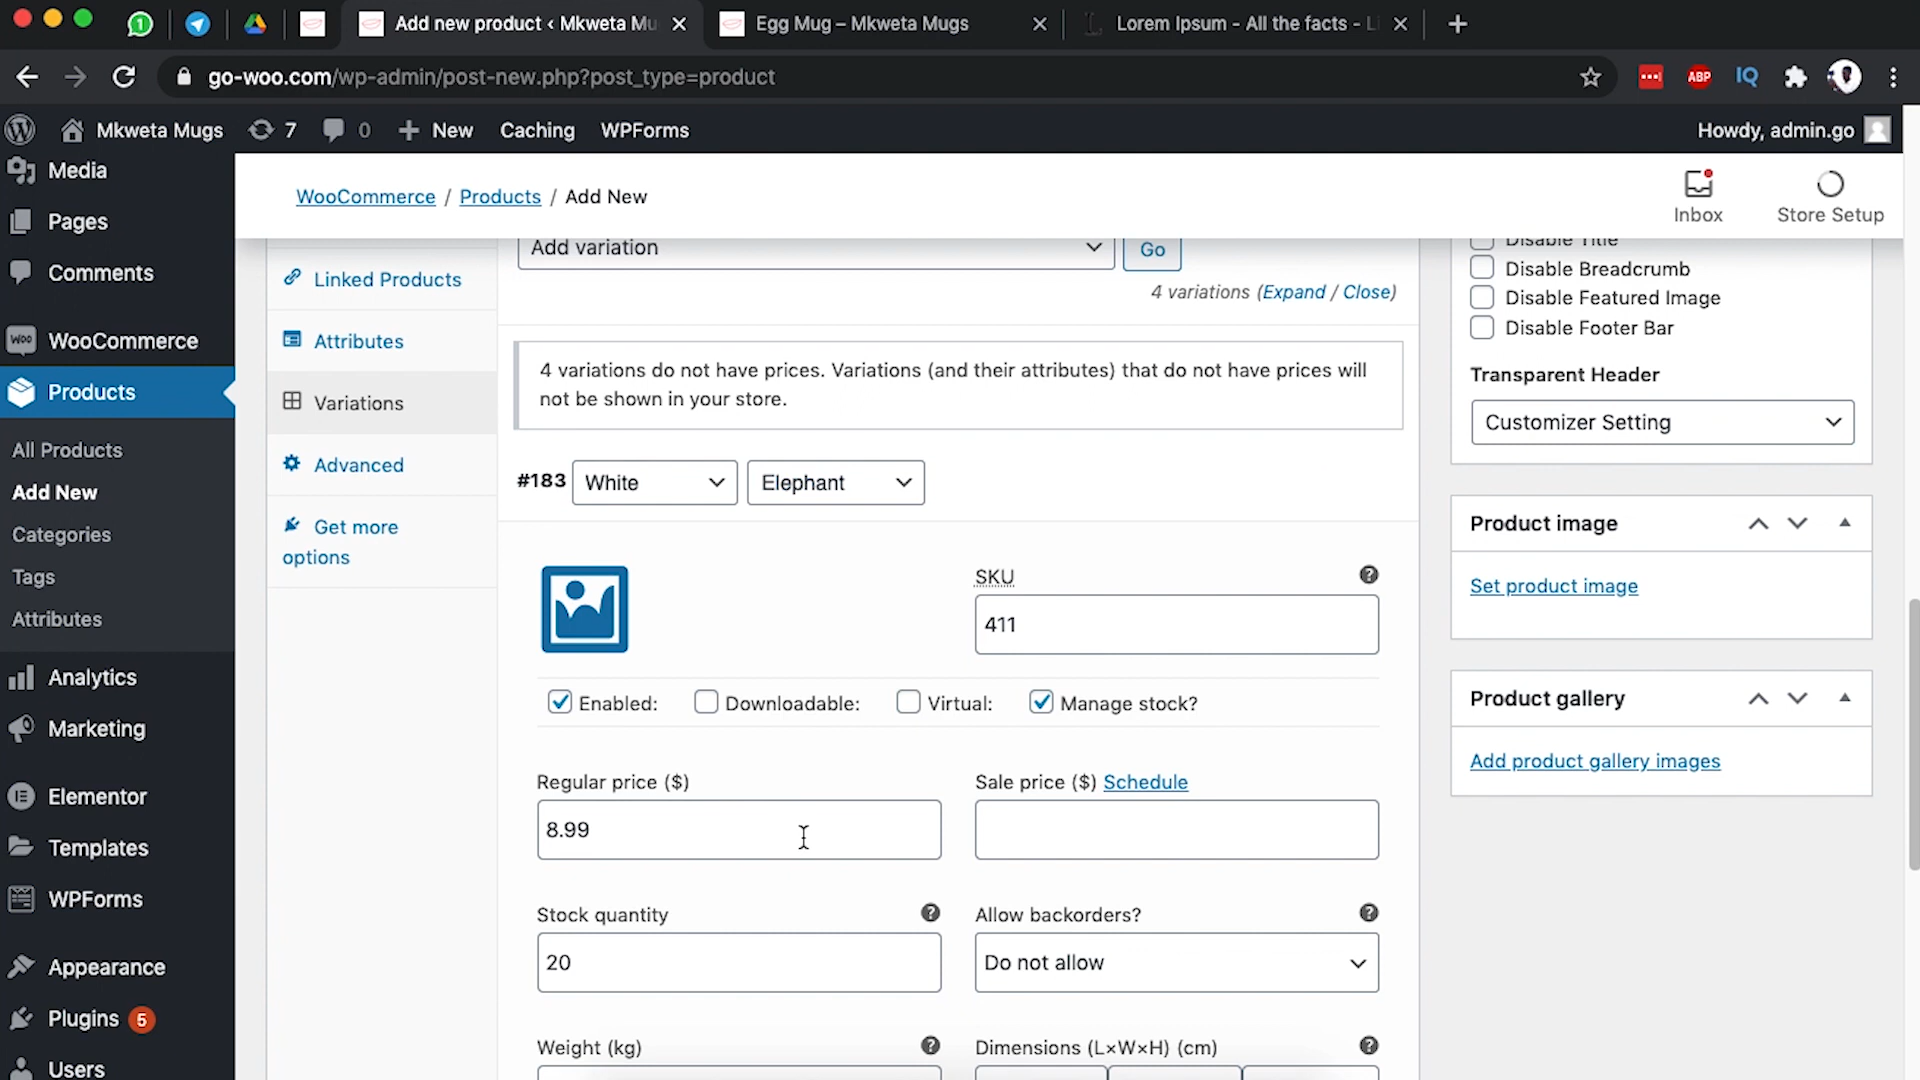 Add new product ‹ Mkweta Mu
Egg Mug – Mkweta Mugs
Lorem Ipsum - All the facts - Li
go-woo.com/wp-admin/post-new.php?post_type=product
ABP
IQ
Mkweta Mugs
7
0
New
Caching
WPForms
Howdy, admin.go
Media
Pages
Comments
WooCommerce
Products
All Products
Add New
Categories
Tags
Attributes
Analytics
Marketing
Elementor
Templates
WPForms
Appearance
Plugins 5
Users
WooCommerce / Products / Add New
Inbox
Store Setup
Linked Products
Attributes
Variations
Advanced
Get more
options
Add variation
Go
4 variations (Expand / Close)
4 variations do not have prices. Variations (and their attributes) that do not have prices will
not be shown in your store.
#183
White
Elephant
SKU
411
Enabled:
Downloadable:
Virtual:
Manage stock?
Regular price ($)
8.99
Sale price ($) Schedule
Stock quantity
20
Allow backorders?
Do not allow
Weight (kg)
Dimensions (L×W×H) (cm)
Disable Title
Disable Breadcrumb
Disable Featured Image
Disable Footer Bar
Transparent Header
Customizer Setting
Product image
Set product image
Product gallery
Add product gallery images